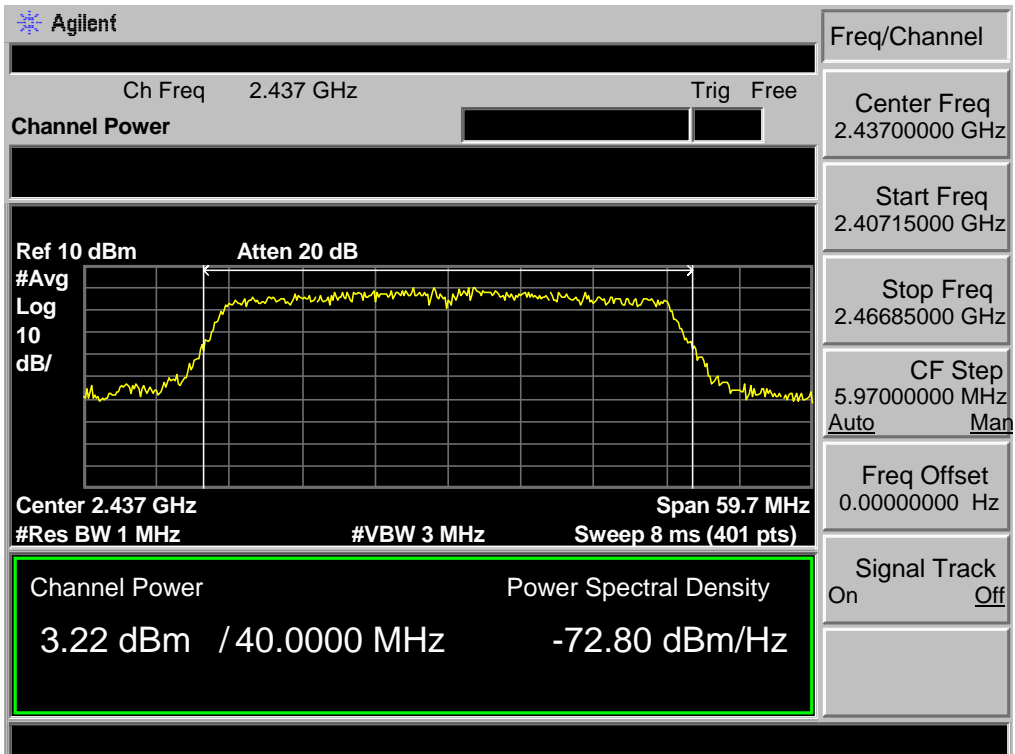 Agilent
Freq/Channel
Ch Freq 2.437 GHz Trig Free
Channel Power
Center Freq
2.43700000 GHz
Start Freq
2.40715000 GHz
Ref 10 dBm Atten 20 dB
#Avg
Log
10
dB/
Stop Freq
2.46685000 GHz
CF Step
5.97000000 MHz
Auto Man
Freq Offset
0.00000000 Hz
Center 2.437 GHz Span 59.7 MHz
#Res BW 1 MHz #VBW 3 MHz Sweep 8 ms (401 pts)
Signal Track
On Off
Channel Power Power Spectral Density
3.22 dBm / 40.0000 MHz -72.80 dBm/Hz